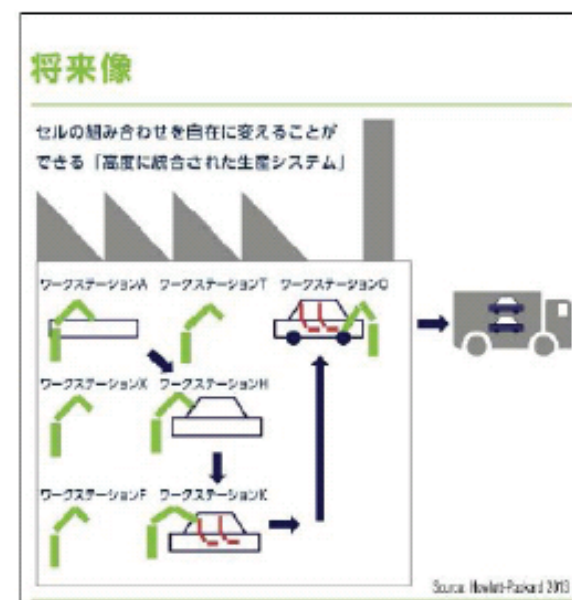 将来像
セルの組み合わせを自在に変えることが
できる「高度に統合された生産システム」
ワークステーションA ワークステーションT ワークステーションO
ワークステーションX ワークステーションH
ワークステーションF ワークステーションK
Source: Hewlett-Packard 2013